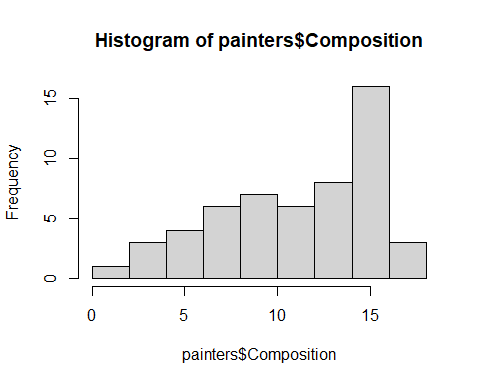 Histogram of painters$Composition
Frequency
15
10
5
0
0 5 10 15
painters$Composition